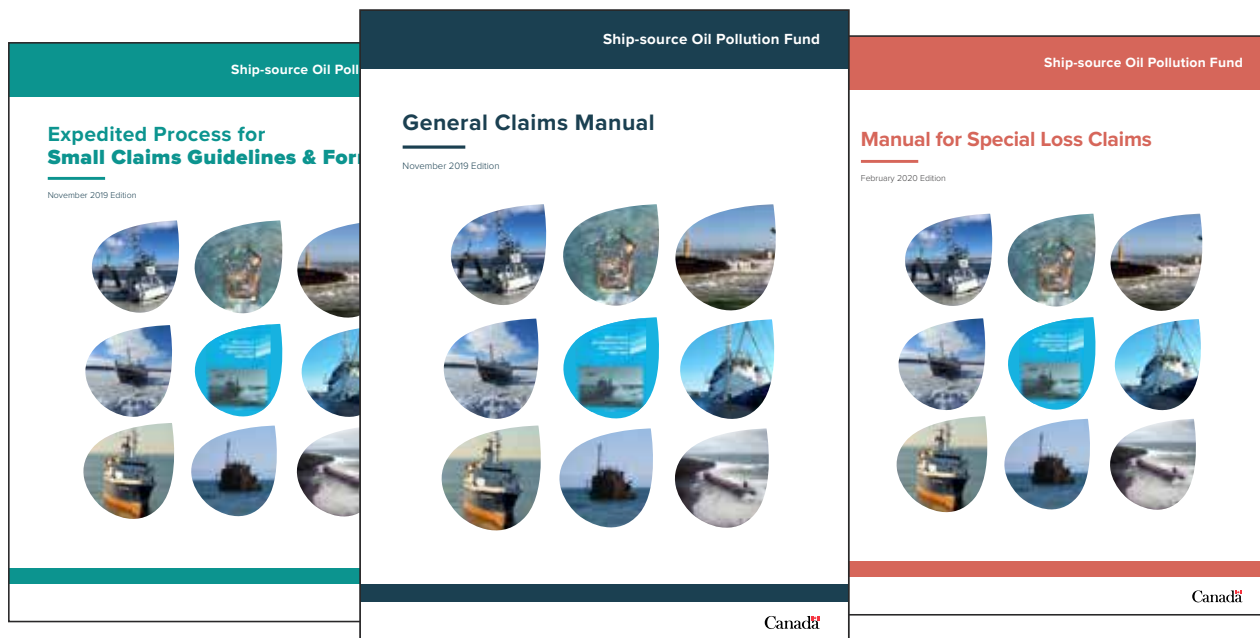 Ship-source Oil Poll
Expedited Process for
Small Claims Guidelines & For
November 2019 Edition
Ship-source Oil Pollution Fund
General Claims Manual
November 2019 Edition
Canada
Ship-source Oil Pollution Fund
Manual for Special Loss Claims
February 2020 Edition
Canada